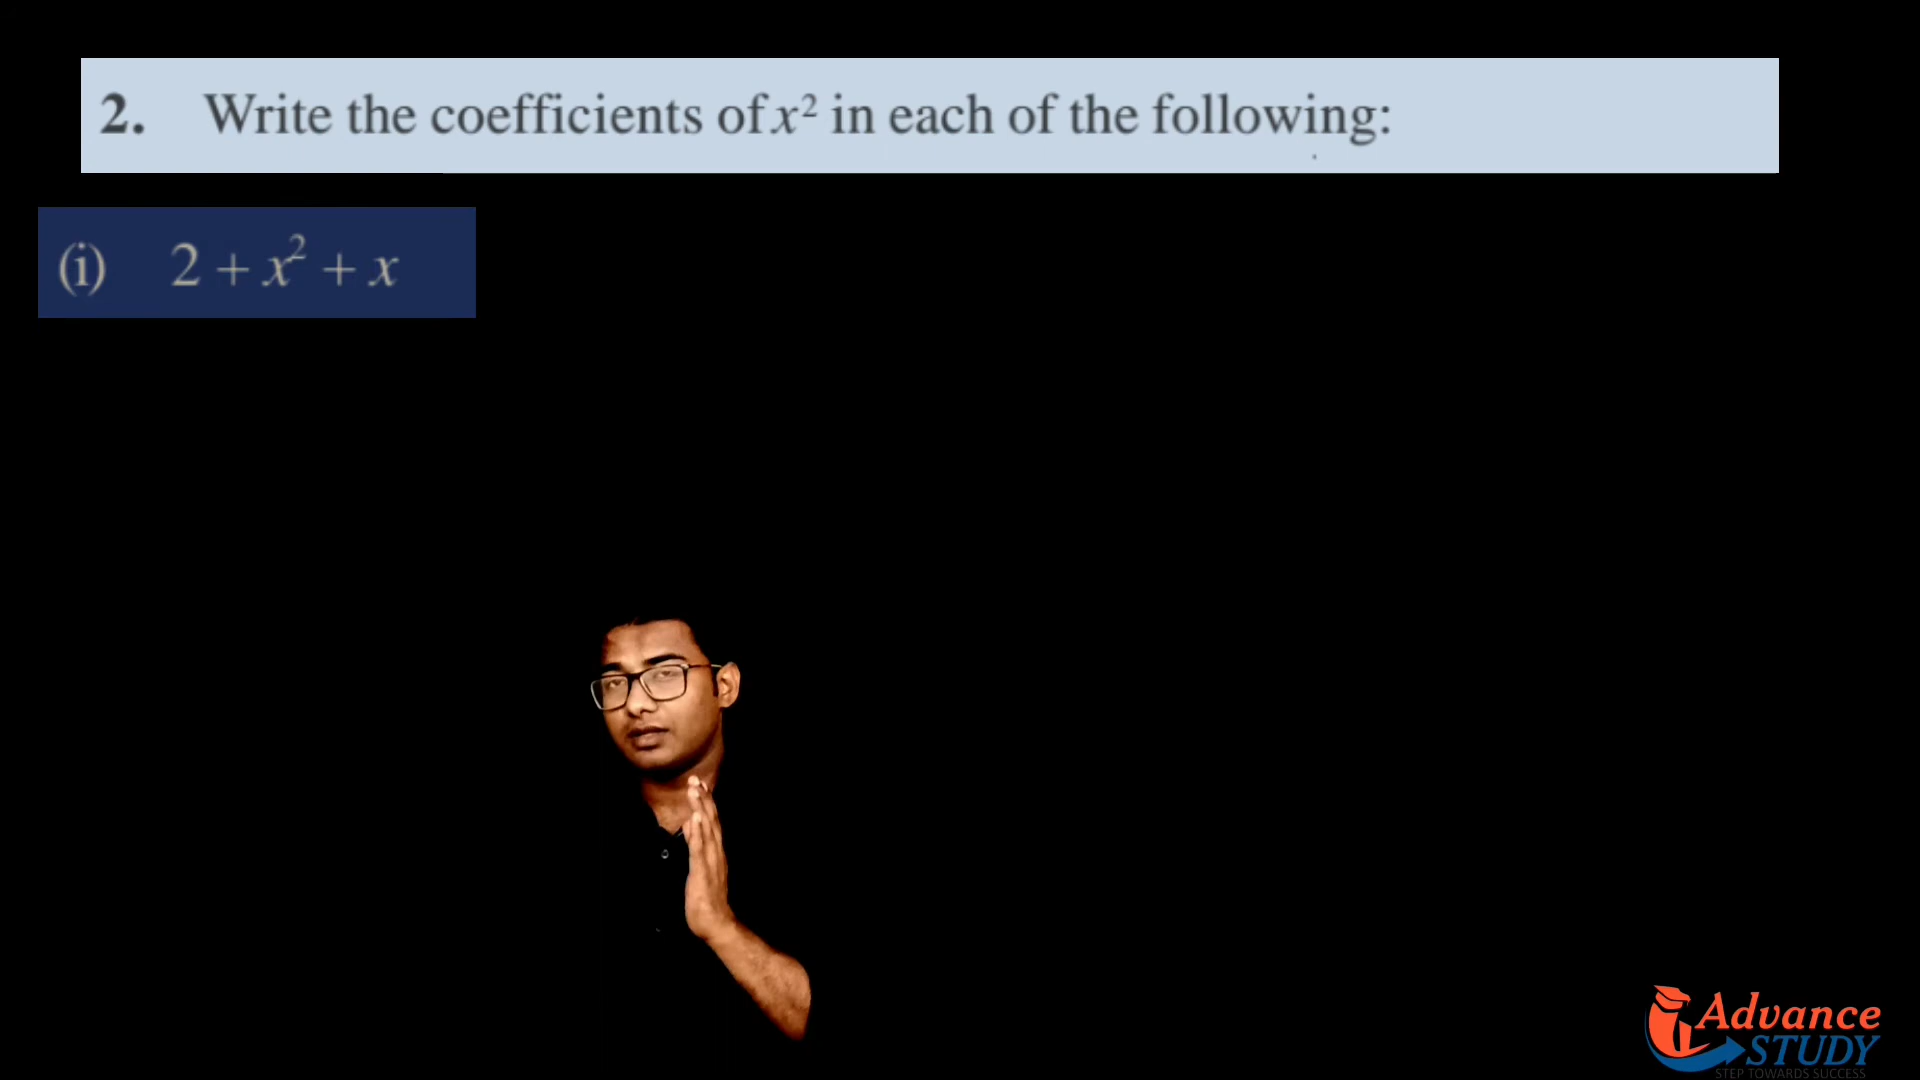 2. Write the coefficients of x² in each of the following:
(i) 2 + x² + x
Advance
STUDY
STEP TOWARDS SUCCESS